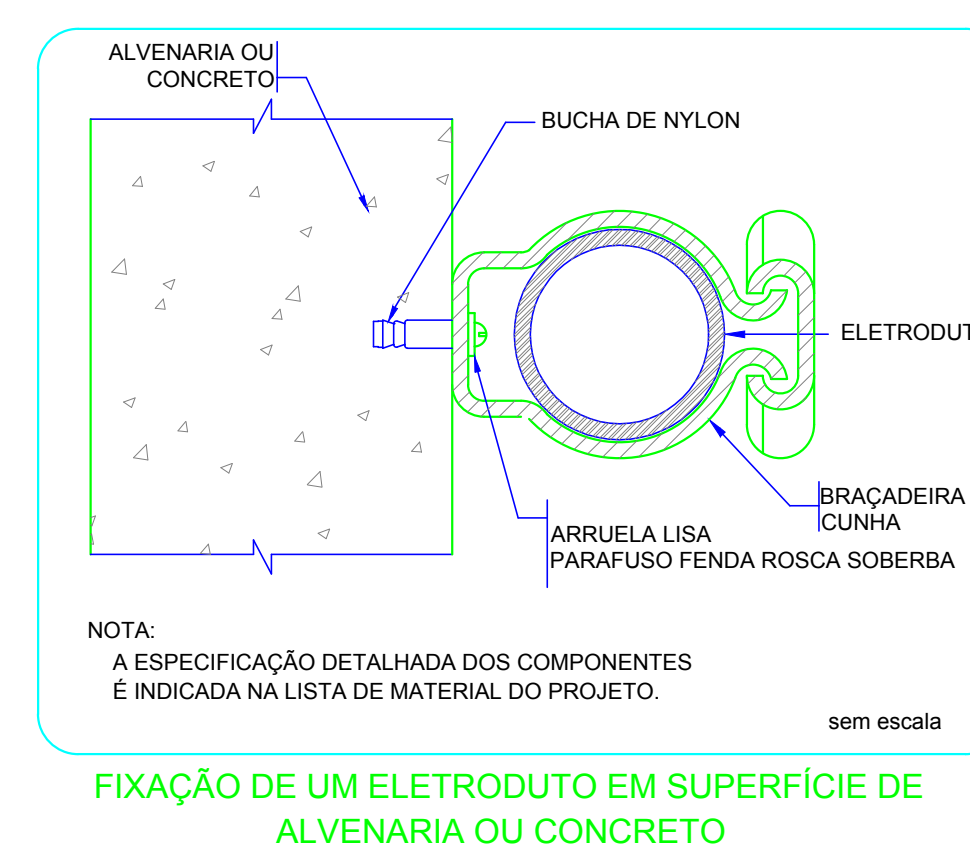 ALVENARIA OU
CONCRETO
BUCHA DE NYLON
ELETRODUT
BRAÇADEIRA
CUNHA
ARRUELA LISA
PARAFUSO FENDA ROSCA SOBERBA
NOTA:
A ESPECIFICAÇÃO DETALHADA DOS COMPONENTES
É INDICADA NA LISTA DE MATERIAL DO PROJETO.
sem escala
FIXAÇÃO DE UM ELETRODUTO EM SUPERFÍCIE DE
ALVENARIA OU CONCRETO